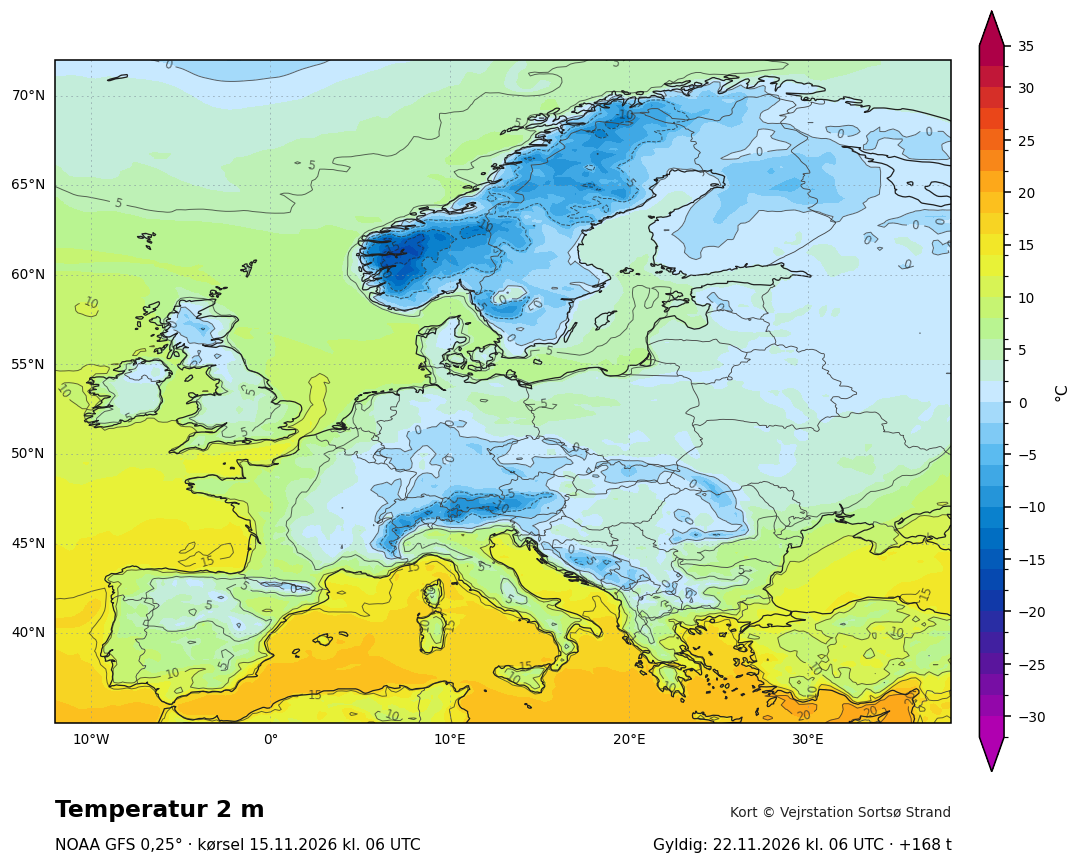 70°N
65°N
60°N
55°N
50°N
45°N
40°N
10°W
0°
10°E
20°E
30°E
35
30
25
20
15
10
5
0
−5
−10
−15
−20
−25
−30
°C
Temperatur 2 m
Kort © Vejrstation Sortsø Strand
NOAA GFS 0,25° · kørsel 15.11.2026 kl. 06 UTC
Gyldig: 22.11.2026 kl. 06 UTC · +168 t